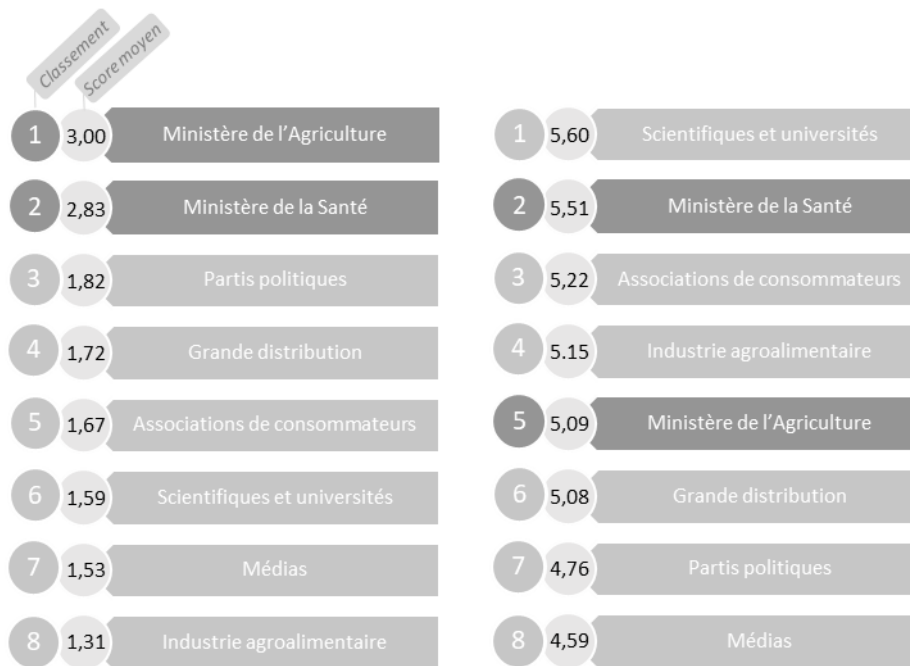 Classement
Score moyen
1 3,00 Ministère de l'Agriculture
2 2,83 Ministère de la Santé
3 1,82 Partis politiques
4 1,72 Grande distribution
5 1,67 Associations de consommateurs
6 1,59 Scientifiques et universités
7 1,53 Médias
8 1,31 Industrie agroalimentaire
1 5,60 Scientifiques et universités
2 5,51 Ministère de la Santé
3 5,22 Associations de consommateurs
4 5.15 Industrie agroalimentaire
5 5,09 Ministère de l'Agriculture
6 5,08 Grande distribution
7 4,76 Partis politiques
8 4,59 Médias